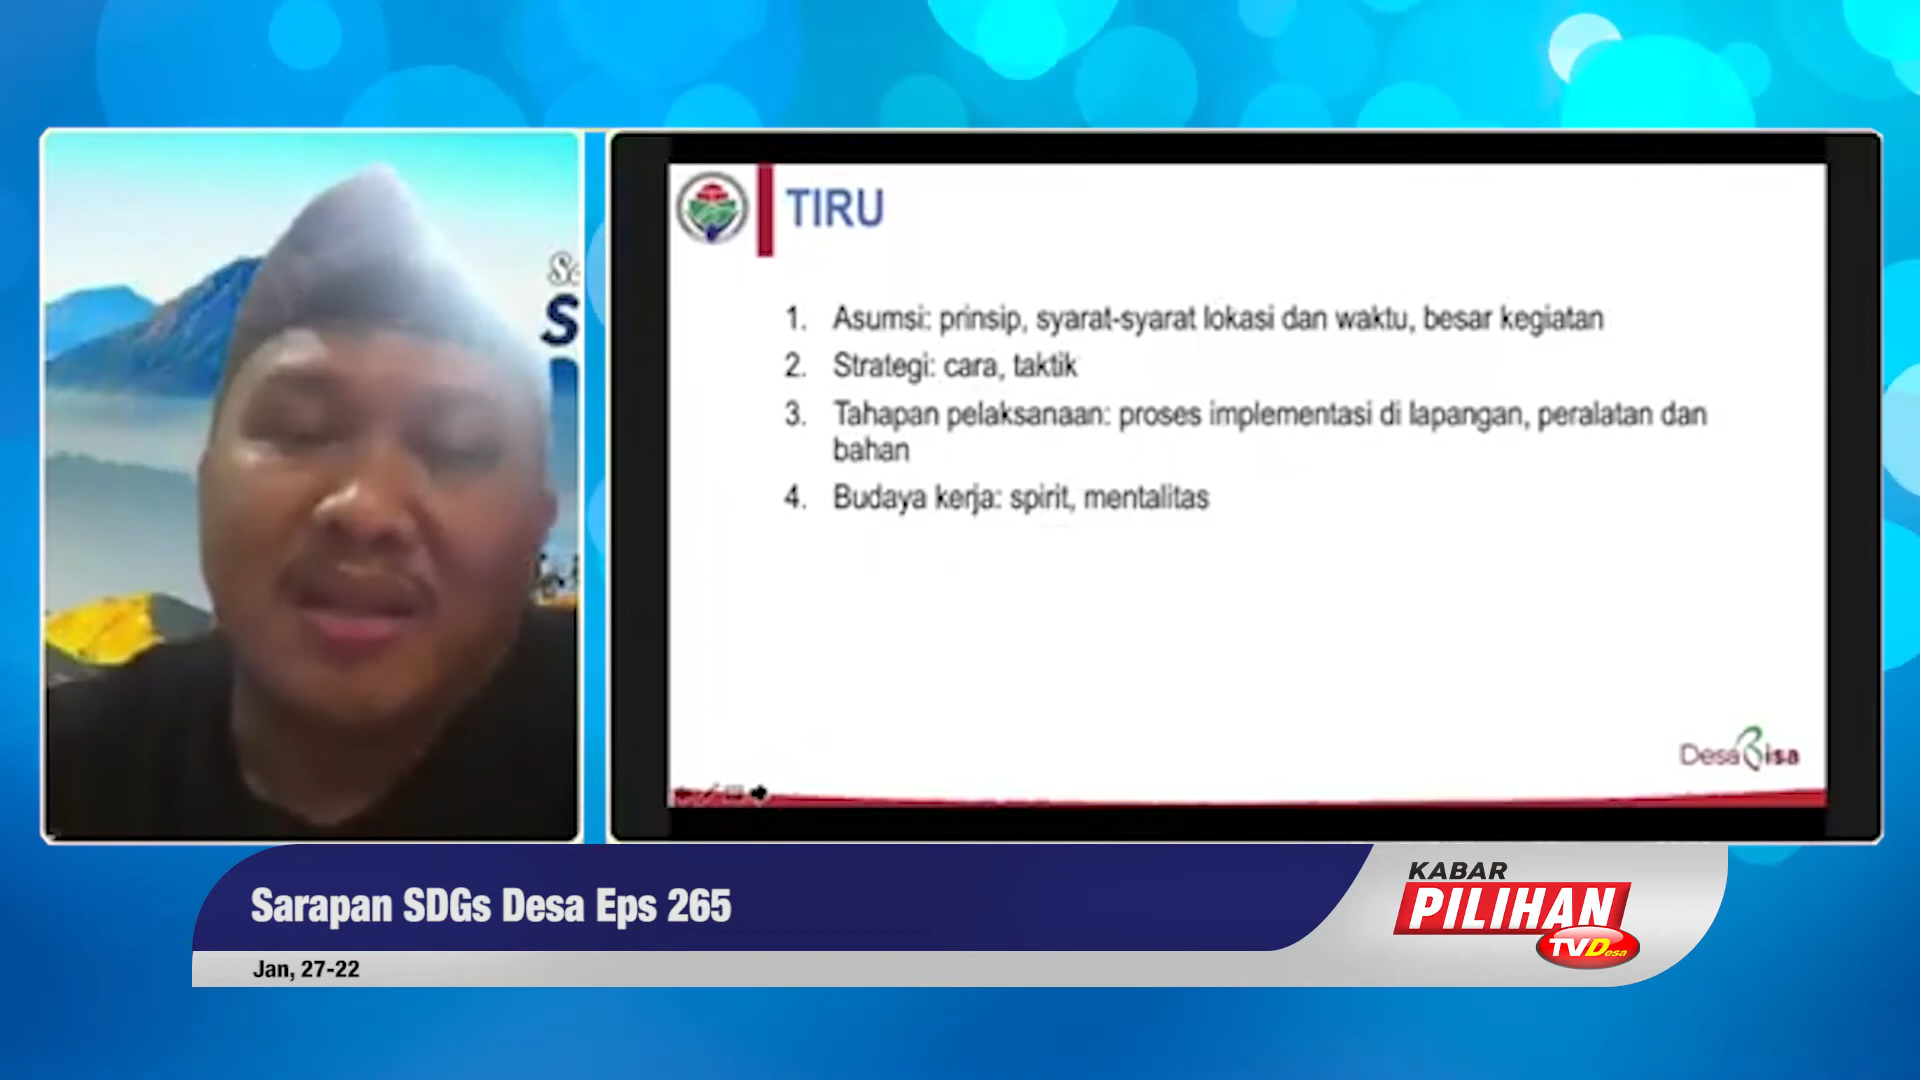 TIRU
1. Asumsi: prinsip, syarat-syarat lokasi dan waktu, besar kegiatan
2. Strategi: cara, taktik
3. Tahapan pelaksanaan: proses implementasi di lapangan, peralatan dan
bahan
4. Budaya kerja: spirit, mentalitas
DesaBisa
Sarapan SDGs Desa Eps 265
Jan, 27-22
KABAR
PILIHAN
TVDesa